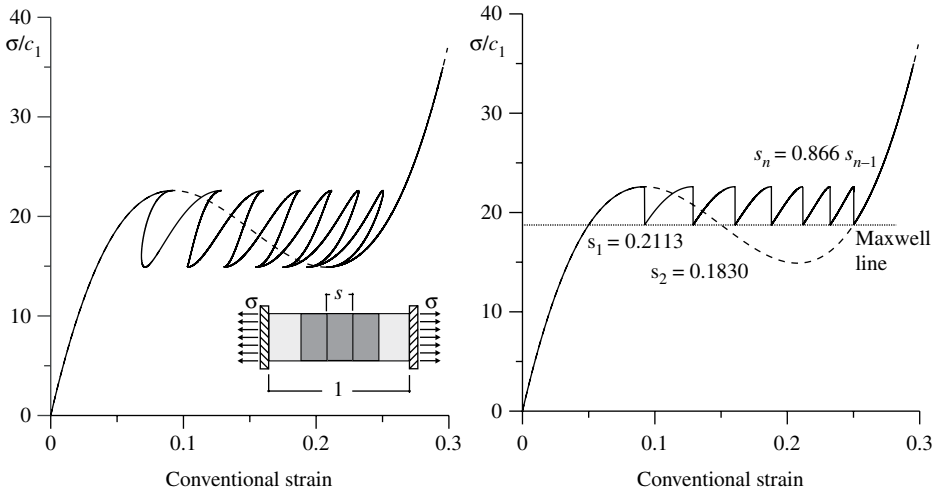 40
σ/c₁
30
20
10
0
0
0.1
0.2
0.3
Conventional strain
s
σ
σ
1
40
σ/c₁
30
20
10
0
0
0.1
0.2
0.3
Conventional strain
sₙ = 0.866 sₙ₋₁
s₁ = 0.2113
s₂ = 0.1830
Maxwell
line